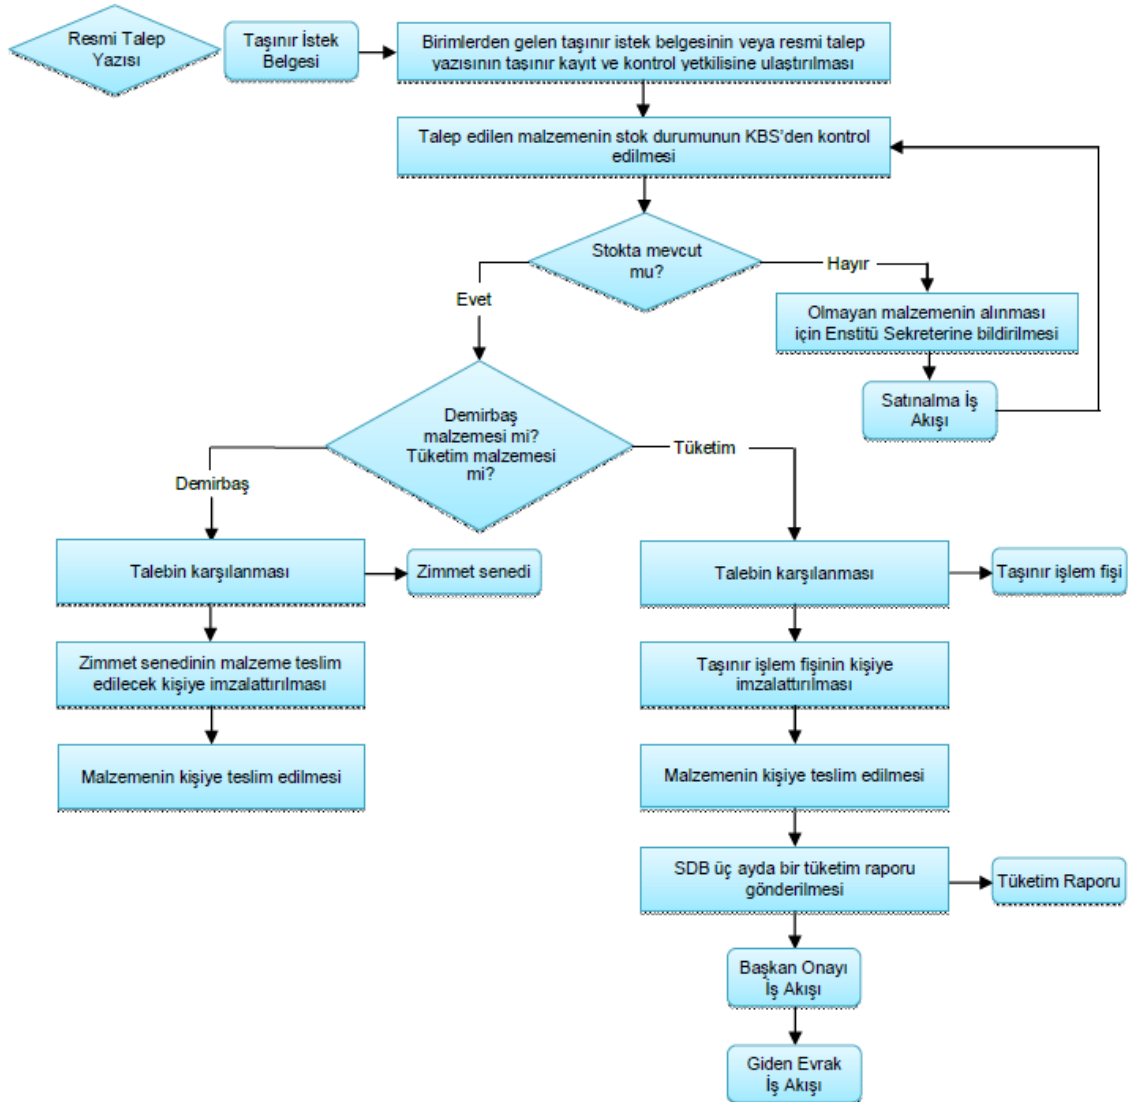 Resmi Talep
Yazısı
Taşınır İstek
Belgesi
Birimlerden gelen taşınır istek belgesinin veya resmi talep
yazısının taşınır kayıt ve kontrol yetkilisine ulaştırılması
Talep edilen malzemenin stok durumunun KBS'den kontrol
edilmesi
Stokta mevcut
mu?
Hayır
Evet
Olmayan malzemenin alınması
için Enstitü Sekreterine bildirilmesi
Satınalma İş
Akışı
Demirbaş
malzemesi mi?
Tüketim malzemesi
mi?
Tüketim
Demirbaş
Talebin karşılanması
Zimmet senedi
Talebin karşılanması
Taşınır işlem fişi
Zimmet senedinin malzeme teslim
edilecek kişiye imzalattırılması
Taşınır işlem fişinin kişiye
imzalattırılması
Malzemenin kişiye teslim edilmesi
Malzemenin kişiye teslim edilmesi
SDB üç ayda bir tüketim raporu
gönderilmesi
Tüketim Raporu
Başkan Onayı
İş Akışı
Giden Evrak
İş Akışı